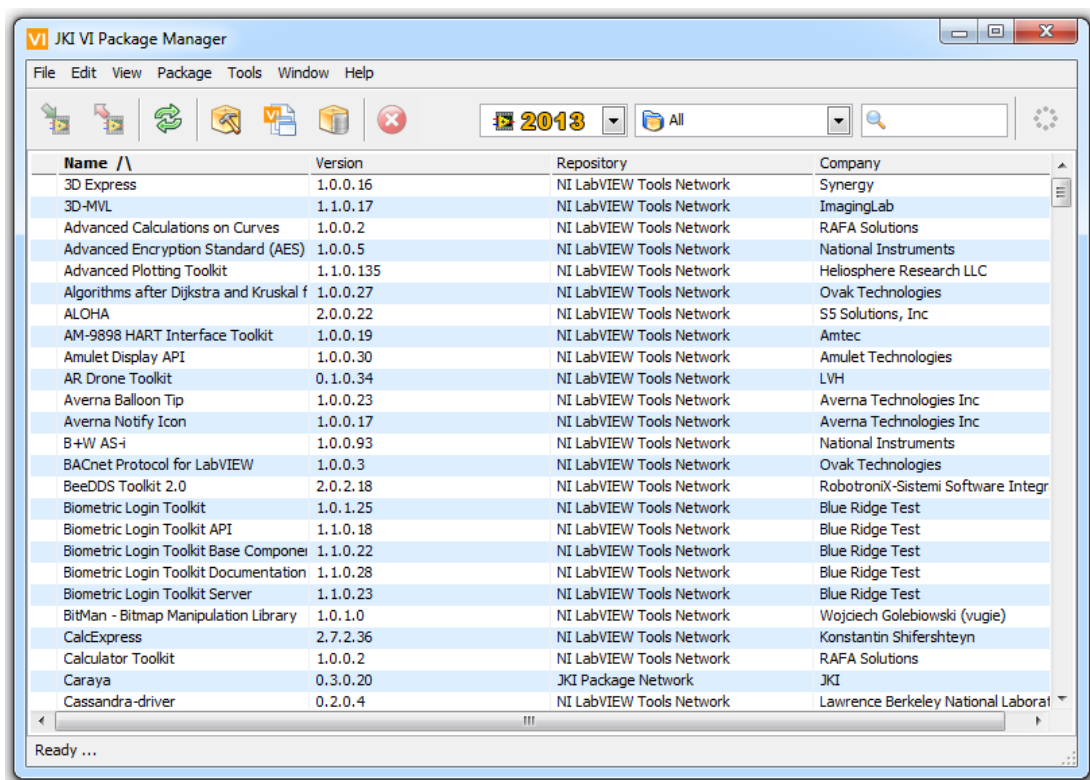 VI JKI VI Package Manager
File Edit View Package Tools Window Help
VI 2013 All
Name /\ Version Repository Company
3D Express 1.0.0.16 NI LabVIEW Tools Network Synergy
3D-MVL 1.1.0.17 NI LabVIEW Tools Network ImagingLab
Advanced Calculations on Curves 1.0.0.2 NI LabVIEW Tools Network RAFA Solutions
Advanced Encryption Standard (AES) 1.0.0.5 NI LabVIEW Tools Network National Instruments
Advanced Plotting Toolkit 1.1.0.135 NI LabVIEW Tools Network Heliosphere Research LLC
Algorithms after Dijkstra and Kruskal f 1.0.0.27 NI LabVIEW Tools Network Ovak Technologies
ALOHA 2.0.0.22 NI LabVIEW Tools Network S5 Solutions, Inc
AM-9898 HART Interface Toolkit 1.0.0.19 NI LabVIEW Tools Network Amtec
Amulet Display API 1.0.0.30 NI LabVIEW Tools Network Amulet Technologies
AR Drone Toolkit 0.1.0.34 NI LabVIEW Tools Network LVH
Averna Balloon Tip 1.0.0.23 NI LabVIEW Tools Network Averna Technologies Inc
Averna Notify Icon 1.0.0.17 NI LabVIEW Tools Network Averna Technologies Inc
B+W AS-i 1.0.0.93 NI LabVIEW Tools Network National Instruments
BACnet Protocol for LabVIEW 1.0.0.3 NI LabVIEW Tools Network Ovak Technologies
BeeDDS Toolkit 2.0 2.0.2.18 NI LabVIEW Tools Network RobotroniX-Sistemi Software Integr
Biometric Login Toolkit 1.0.1.25 NI LabVIEW Tools Network Blue Ridge Test
Biometric Login Toolkit API 1.1.0.18 NI LabVIEW Tools Network Blue Ridge Test
Biometric Login Toolkit Base Componer 1.1.0.22 NI LabVIEW Tools Network Blue Ridge Test
Biometric Login Toolkit Documentation 1.1.0.28 NI LabVIEW Tools Network Blue Ridge Test
Biometric Login Toolkit Server 1.1.0.23 NI LabVIEW Tools Network Blue Ridge Test
BitMan - Bitmap Manipulation Library 1.0.1.0 NI LabVIEW Tools Network Wojciech Golebiowski (vugie)
CalcExpress 2.7.2.36 NI LabVIEW Tools Network Konstantin Shifershteyn
Calculator Toolkit 1.0.0.2 NI LabVIEW Tools Network RAFA Solutions
Caraya 0.3.0.20 JKI Package Network JKI
Cassandra-driver 0.2.0.4 NI LabVIEW Tools Network Lawrence Berkeley National Laborat
Ready ...